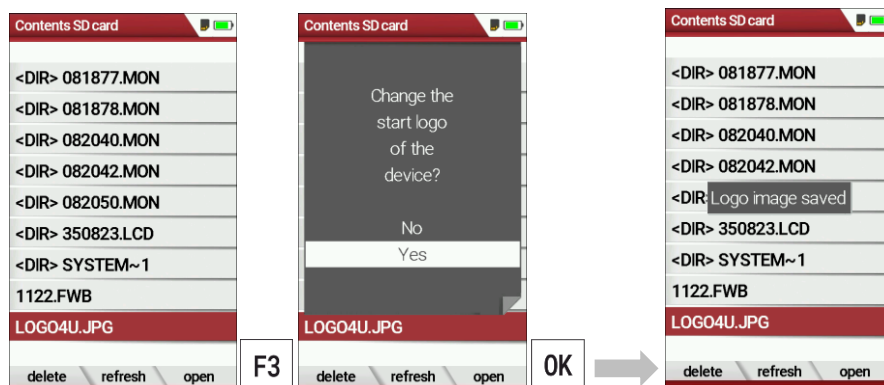 Contents SD card
<DIR> 081877.MON
<DIR> 081878.MON
<DIR> 082040.MON
<DIR> 082042.MON
<DIR> 082050.MON
<DIR> 350823.LCD
<DIR> SYSTEM~1
1122.FWB
LOGO4U.JPG
delete refresh open
F3
Contents SD card
Change the
start logo
of the
device?
No
Yes
LOGO4U.JPG
delete refresh open
OK
Contents SD card
<DIR> 081877.MON
<DIR> 081878.MON
<DIR> 082040.MON
<DIR> 082042.MON
<DIR Logo image saved
<DIR> 350823.LCD
<DIR> SYSTEM~1
1122.FWB
LOGO4U.JPG
delete refresh open